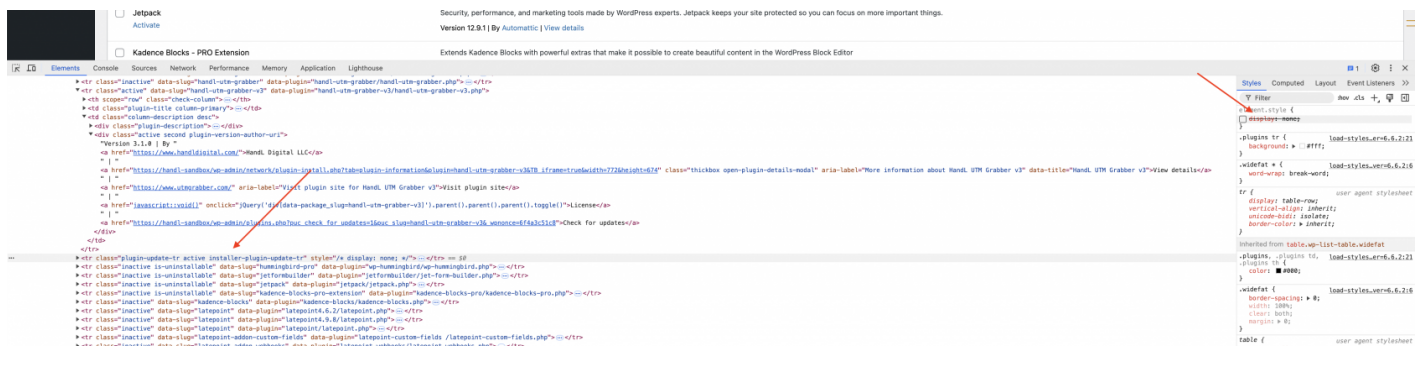 Jetpack
Security, performance, and marketing tools made by WordPress experts. Jetpack keeps your site protected so you can focus on more important things.
Activate
Version 12.9.1 | By Automattic | View details
Kadence Blocks - PRO Extension
Extends Kadence Blocks with powerful extras that make it possible to create beautiful content in the WordPress Block Editor
Elements Console Sources Network Performance Memory Application Lighthouse
1
<tr class="inactive" data-slug="handl-utm-grabber" data-plugin="handl-utm-grabber/handl-utm-grabber.php">…</tr>
<tr class="active" data-slug="handl-utm-grabber-v3" data-plugin="handl-utm-grabber-v3/handl-utm-grabber-v3.php">
<th scope="row" class="check-column">…</th>
<td class="plugin-title column-primary">…</td>
<td class="column-description desc">
<div class="plugin-description">…</div>
<div class="active second plugin-version-author-uri">
"Version 3.1.0 | By "
<a href="https://www.handldigital.com/">HandL Digital LLC</a>
" | "
<a href="https://handl-sandbox/wp-admin/network/plugin-install.php?tab=plugin-information&plugin=handl-utm-grabber-v3&TB_iframe=true&width=772&height=674" class="thickbox open-plugin-details-modal" aria-label="More information about HandL UTM Grabber v3" data-title="HandL UTM Grabber v3">View details</a>
" | "
<a href="https://www.utmgrabber.com/" aria-label="Visit plugin site for HandL UTM Grabber v3">Visit plugin site</a>
" | "
<a href="javascript:void()" onclick="jQuery('div[data-package_slug=handl-utm-grabber-v3]').parent().parent().parent().toggle()">License</a>
" | "
<a href="https://handl-sandbox/wp-admin/plugins.php?puc_check_for_updates=1&puc_slug=handl-utm-grabber-v3&_wpnonce=6f4a3c51c8">Check for updates</a>
</div>
</td>
</tr>
<tr class="plugin-update-tr active installer-plugin-update-tr" style="/* display: none; */">…</tr> == $0
<tr class="inactive is-uninstallable" data-slug="hummingbird-pro" data-plugin="wp-hummingbird/wp-hummingbird.php">…</tr>
<tr class="inactive is-uninstallable" data-slug="jetformbuilder" data-plugin="jetformbuilder/jet-form-builder.php">…</tr>
<tr class="inactive is-uninstallable" data-slug="jetpack" data-plugin="jetpack/jetpack.php">…</tr>
<tr class="inactive is-uninstallable" data-slug="kadence-blocks-pro-extension" data-plugin="kadence-blocks-pro/kadence-blocks-pro.php">…</tr>
<tr class="inactive" data-slug="kadence-blocks" data-plugin="kadence-blocks/kadence-blocks.php">…</tr>
<tr class="inactive" data-slug="latepoint" data-plugin="latepoint4.6.2/latepoint.php">…</tr>
<tr class="inactive" data-slug="latepoint" data-plugin="latepoint4.9.8/latepoint.php">…</tr>
<tr class="inactive" data-slug="latepoint" data-plugin="latepoint/latepoint.php">…</tr>
<tr class="inactive" data-slug="latepoint-addon-custom-fields" data-plugin="latepoint-custom-fields /latepoint-custom-fields.php">…</tr>
Styles Computed Layout Event Listeners
Filter :hov .cls
element.style {
display: none;
}
.plugins tr { load-styles…er=6.6.2:21
background: #fff;
}
.widefat * { load-styles…ver=6.6.2:6
word-wrap: break-word;
}
tr { user agent stylesheet
display: table-row;
vertical-align: inherit;
unicode-bidi: isolate;
border-color: inherit;
}
Inherited from table.wp-list-table.widefat
.plugins, .plugins td, load-styles…er=6.6.2:21
.plugins th {
color: #000;
}
.widefat { load-styles…ver=6.6.2:6
border-spacing: 0;
width: 100%;
clear: both;
margin: 0;
}
table { user agent stylesheet